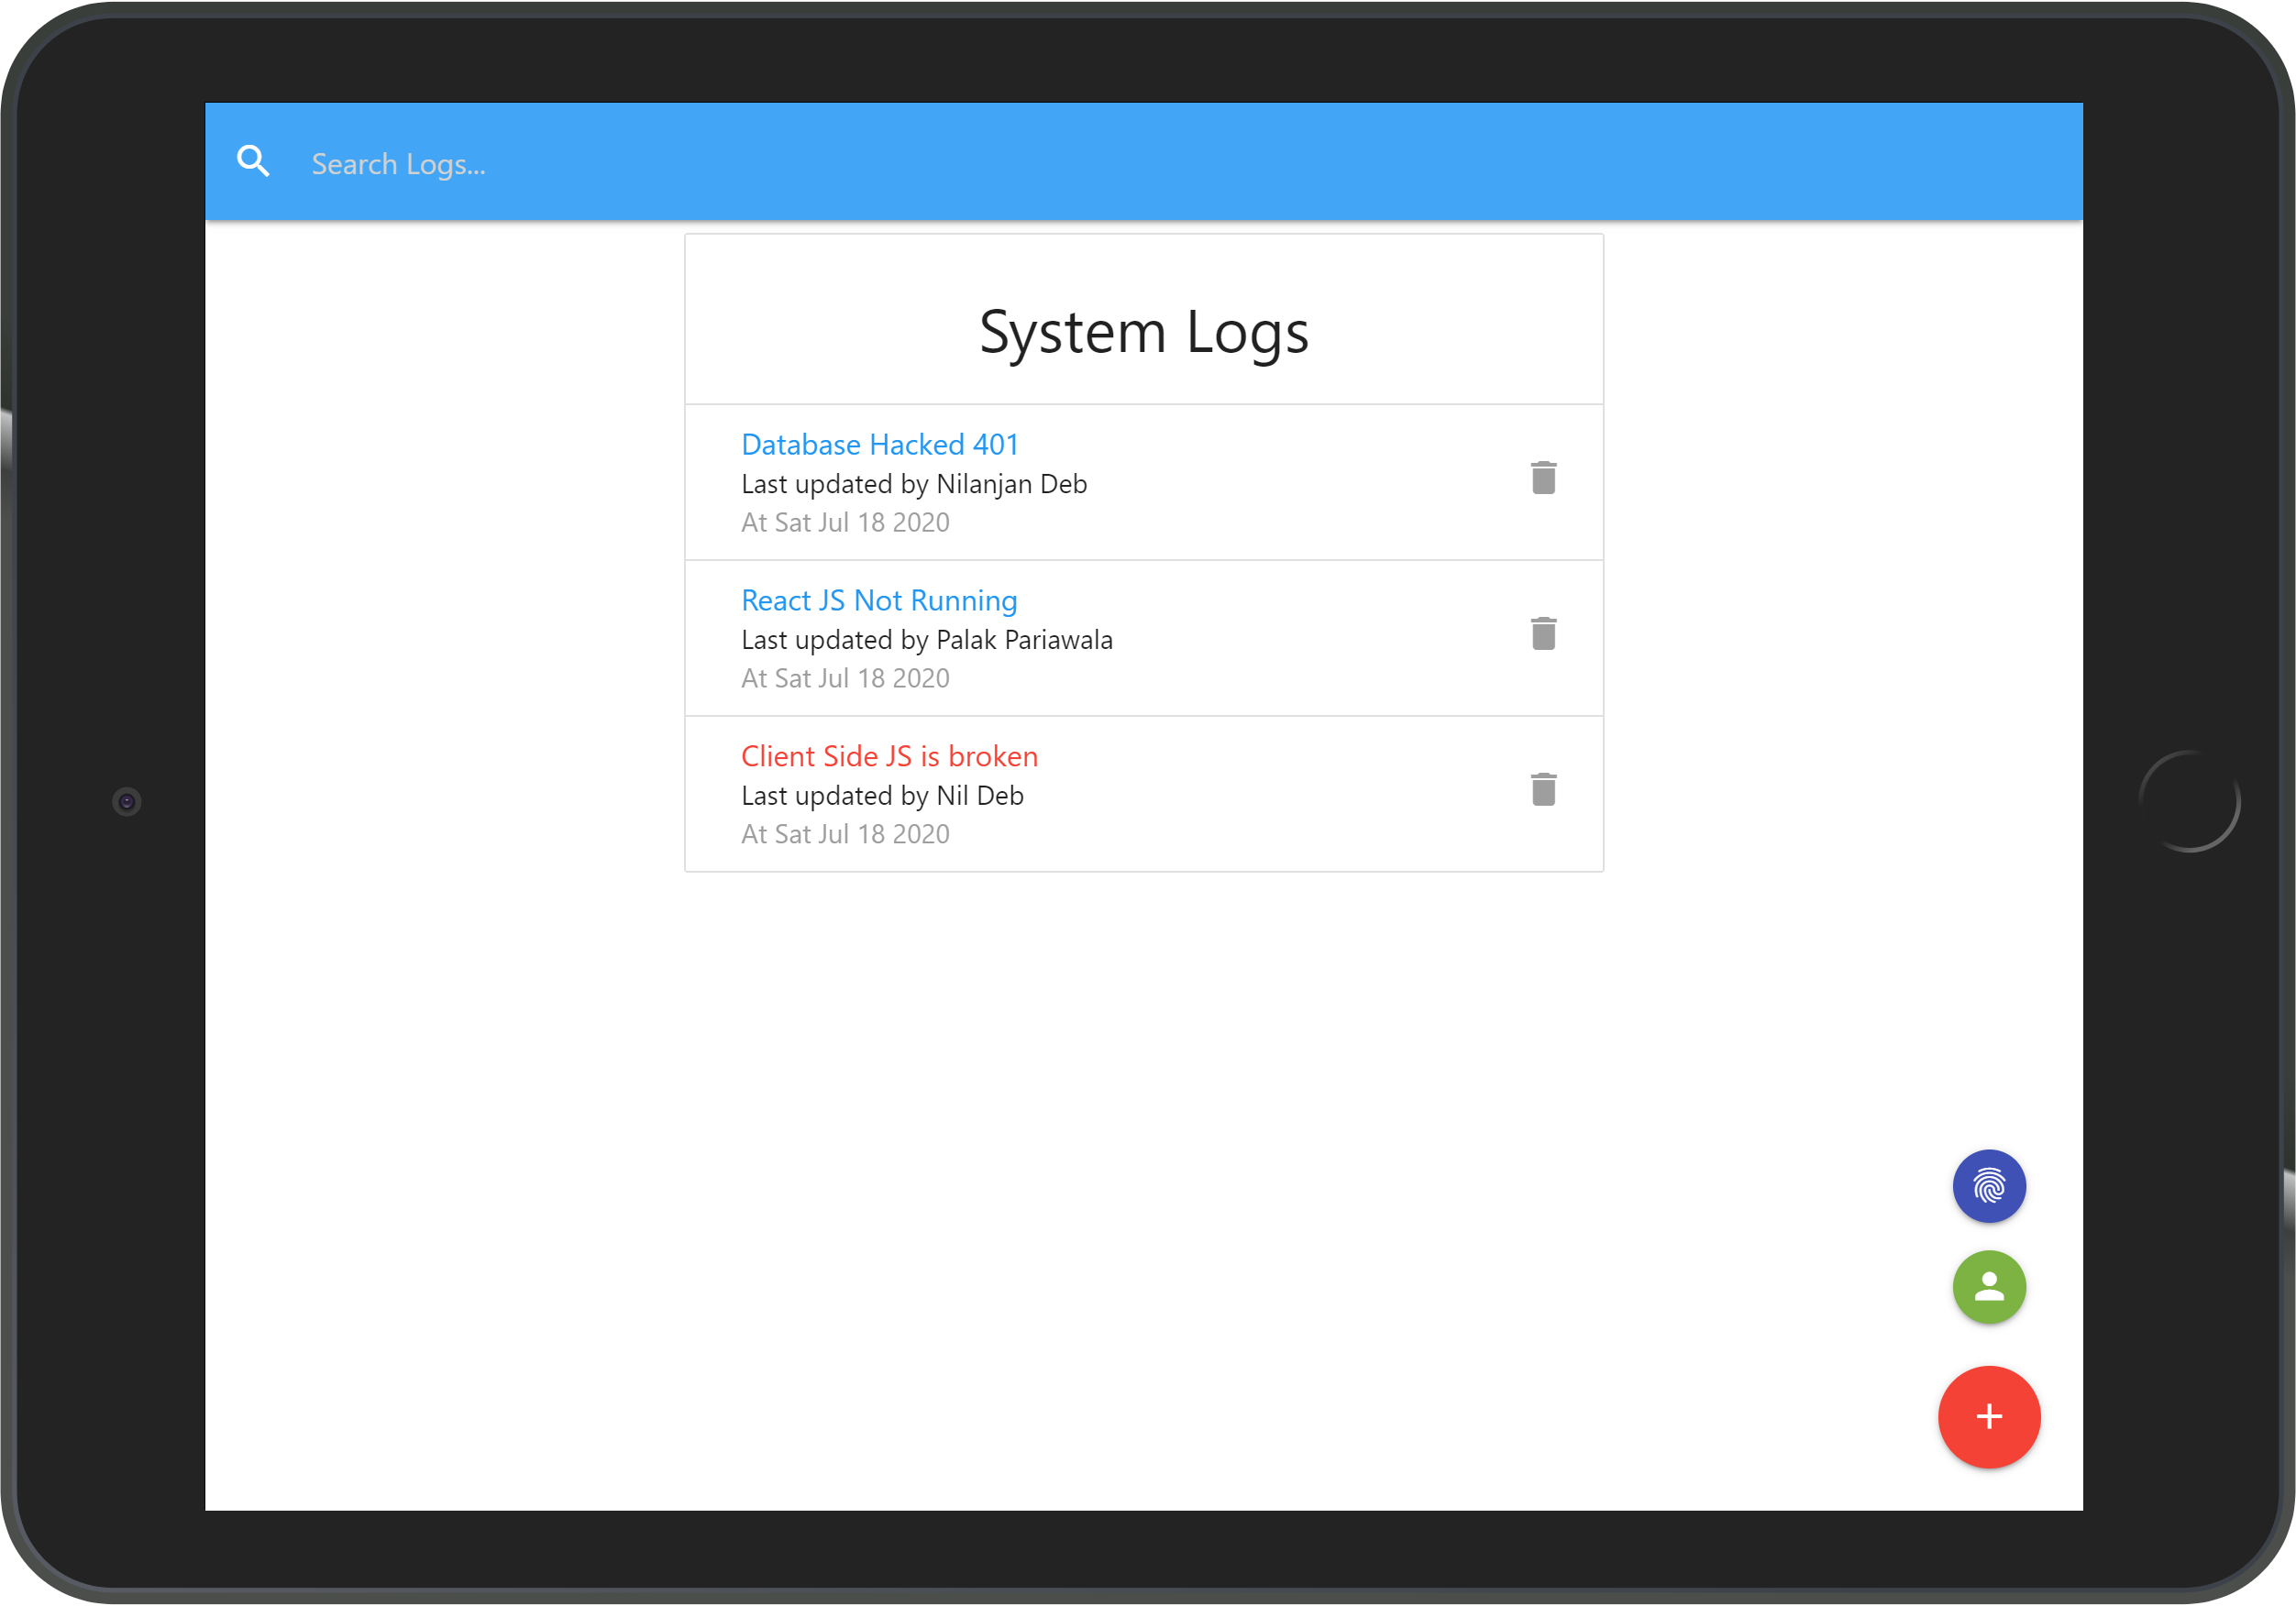 Search Logs...
System Logs
Database Hacked 401
Last updated by Nilanjan Deb
At Sat Jul 18 2020
React JS Not Running
Last updated by Palak Pariawala
At Sat Jul 18 2020
Client Side JS is broken
Last updated by Nil Deb
At Sat Jul 18 2020